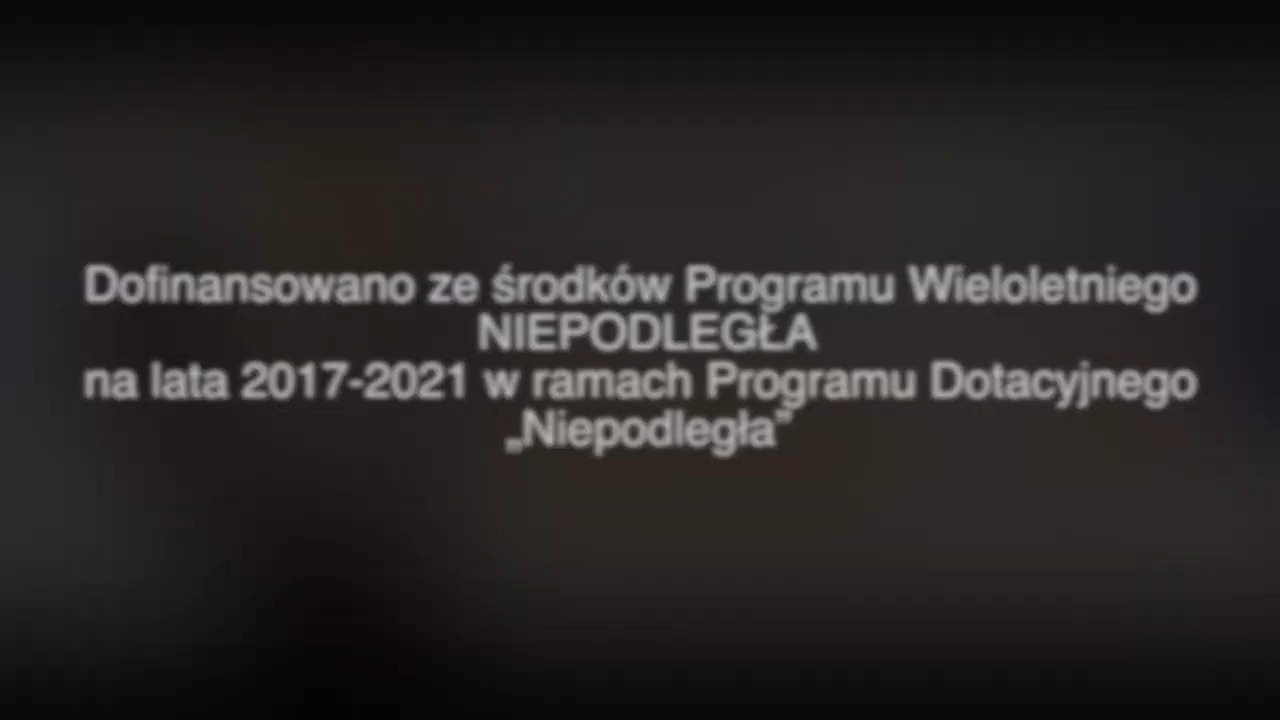 Dofinansowano ze środków Programu Wieloletniego
NIEPODLEGŁA
na lata 2017-2021 w ramach Programu Dotacyjnego
„Niepodległa”